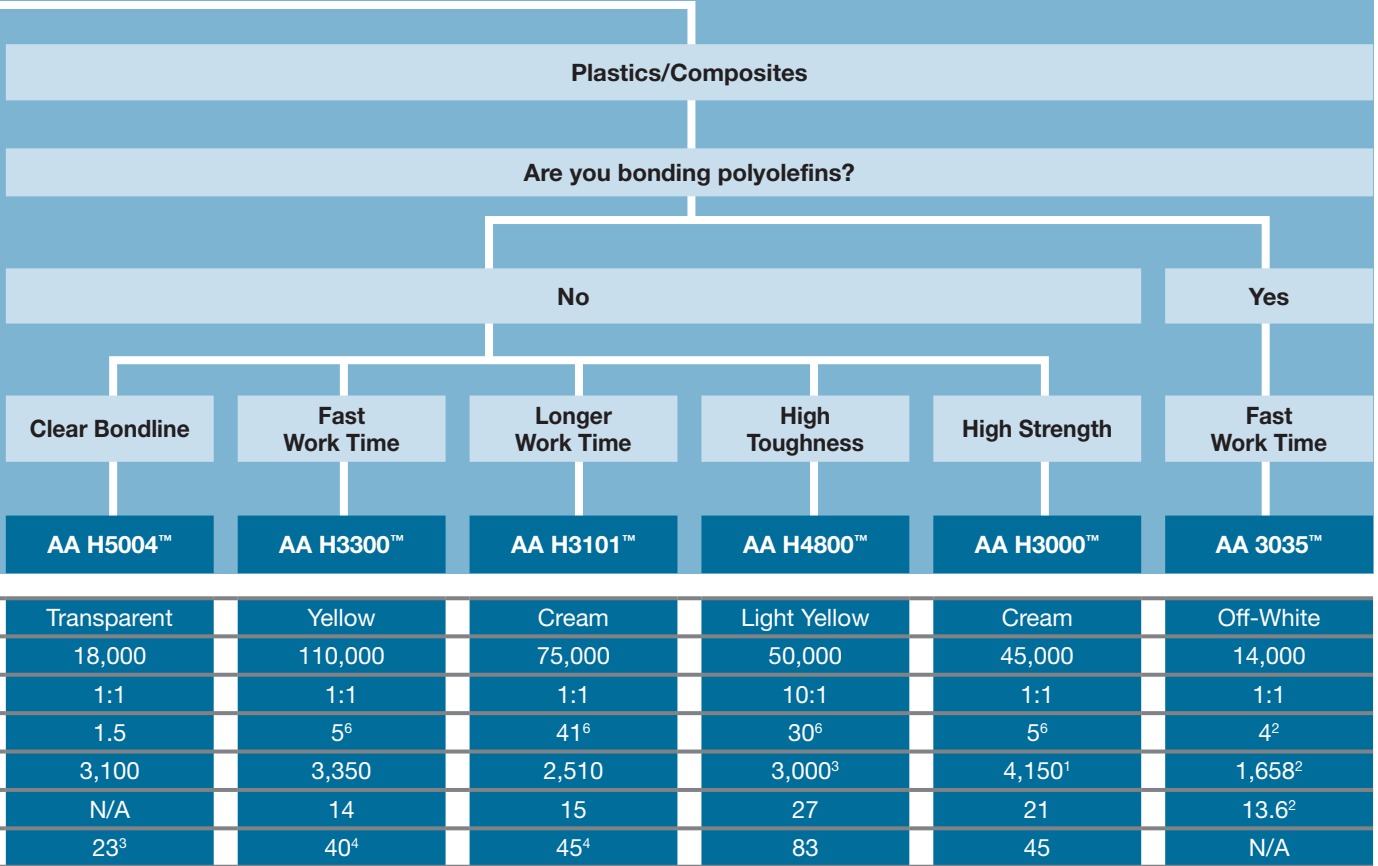 Plastics/Composites
Are you bonding polyolefins?
No Yes
Clear Bondline Fast Work Time Longer Work Time High Toughness High Strength Fast Work Time
AA H5004™ AA H3300™ AA H3101™ AA H4800™ AA H3000™ AA 3035™
Transparent Yellow Cream Light Yellow Cream Off-White
18,000 110,000 75,000 50,000 45,000 14,000
1:1 1:1 1:1 10:1 1:1 1:1
1.5 5⁶ 41⁶ 30⁶ 5⁶ 4²
3,100 3,350 2,510 3,000³ 4,150¹ 1,658²
N/A 14 15 27 21 13.6²
23³ 40⁴ 45⁴ 83 45 N/A